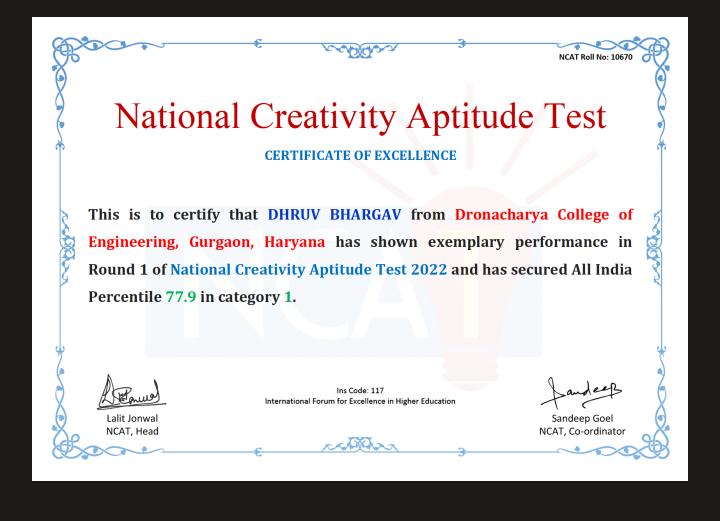 NCAT Roll No: 10670
National Creativity Aptitude Test
CERTIFICATE OF EXCELLENCE
This is to certify that DHRUV BHARGAV from Dronacharya College of
Engineering, Gurgaon, Haryana has shown exemplary performance in
Round 1 of National Creativity Aptitude Test 2022 and has secured All India
Percentile 77.9 in category 1.
NCAT
Ins Code: 117
International Forum for Excellence in Higher Education
Lalit Jonwal
NCAT, Head
Sandeep
Sandeep Goel
NCAT, Co-ordinator